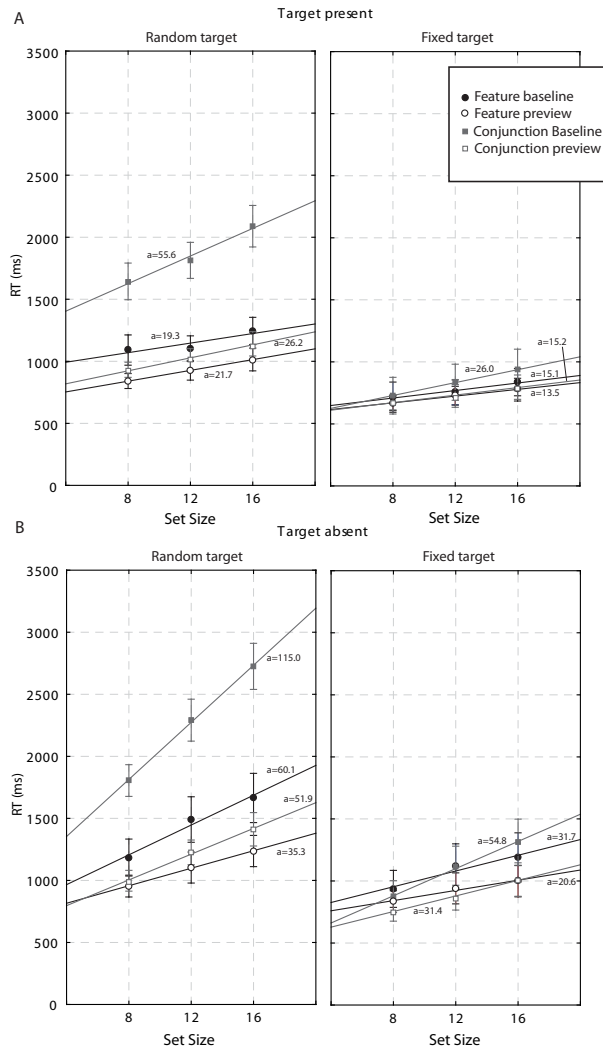 A
Target present
Random target
Fixed target
3500
3000
2500
2000
1500
1000
500
0
RT (ms)
a=55.6
a=19.3
a=26.2
a=21.7
8
12
16
Set Size
Feature baseline
Feature preview
Conjunction Baseline
Conjunction preview
a=15.2
a=26.0
a=15.1
a=13.5
8
12
16
Set Size
B
Target absent
Random target
Fixed target
3500
3000
2500
2000
1500
1000
500
0
RT (ms)
a=115.0
a=60.1
a=51.9
a=35.3
8
12
16
Set Size
a=54.8
a=31.7
a=20.6
a=31.4
8
12
16
Set Size